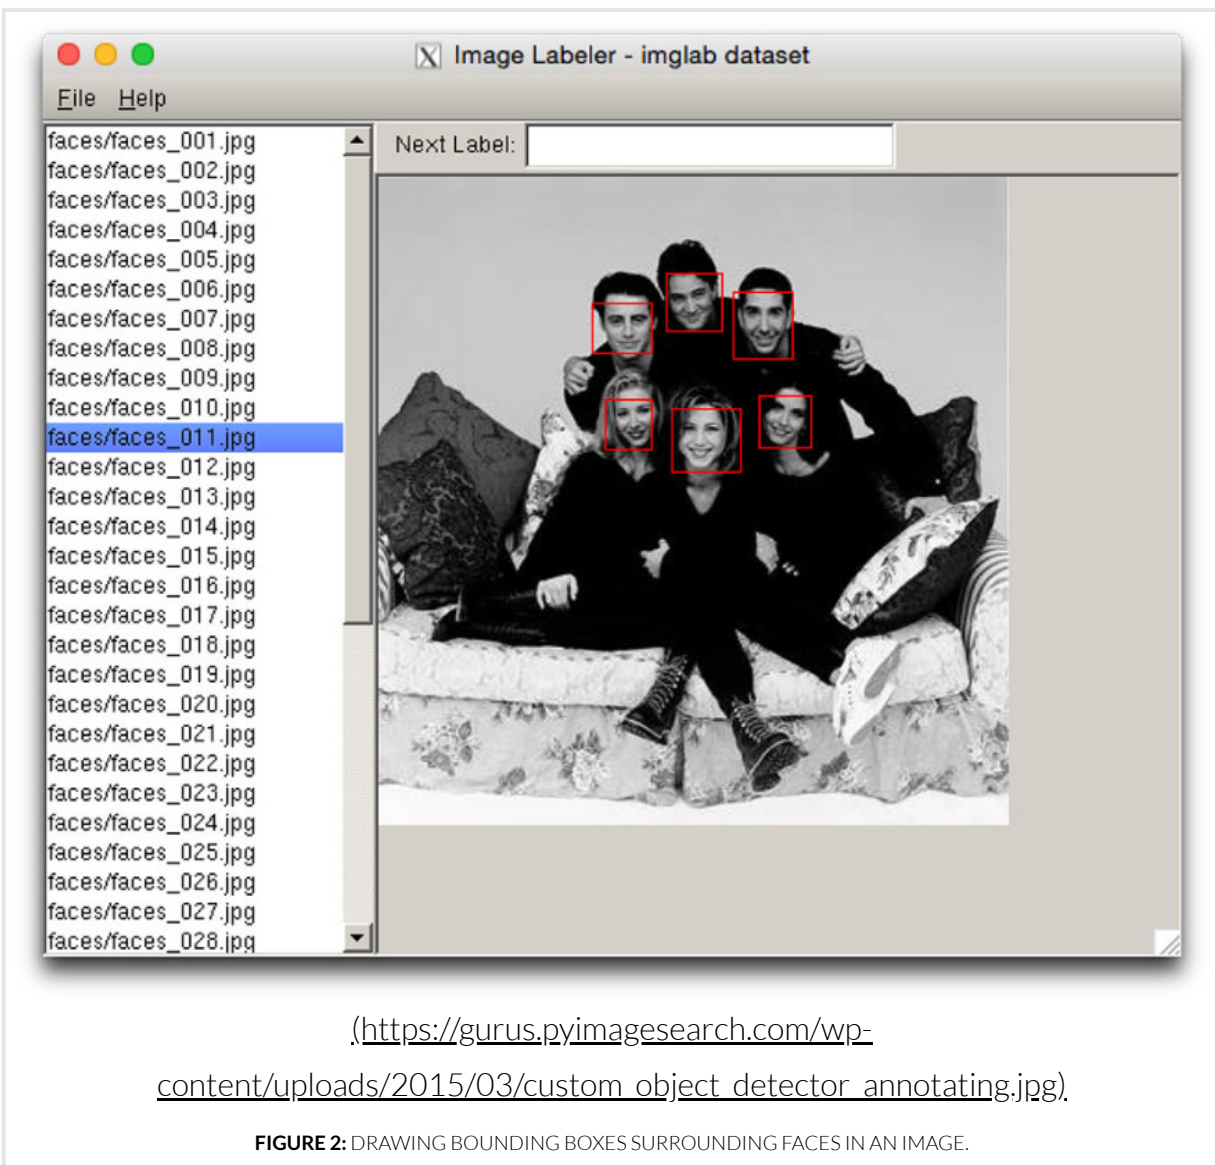 Image Labeler - imglab dataset
File Help
faces/faces_001.jpg
faces/faces_002.jpg
faces/faces_003.jpg
faces/faces_004.jpg
faces/faces_005.jpg
faces/faces_006.jpg
faces/faces_007.jpg
faces/faces_008.jpg
faces/faces_009.jpg
faces/faces_010.jpg
faces/faces_011.jpg
faces/faces_012.jpg
faces/faces_013.jpg
faces/faces_014.jpg
faces/faces_015.jpg
faces/faces_016.jpg
faces/faces_017.jpg
faces/faces_018.jpg
faces/faces_019.jpg
faces/faces_020.jpg
faces/faces_021.jpg
faces/faces_022.jpg
faces/faces_023.jpg
faces/faces_024.jpg
faces/faces_025.jpg
faces/faces_026.jpg
faces/faces_027.jpg
faces/faces_028.jpg
Next Label:
(https://gurus.pyimagesearch.com/wp-
content/uploads/2015/03/custom_object_detector_annotating.jpg)
FIGURE 2: DRAWING BOUNDING BOXES SURROUNDING FACES IN AN IMAGE.